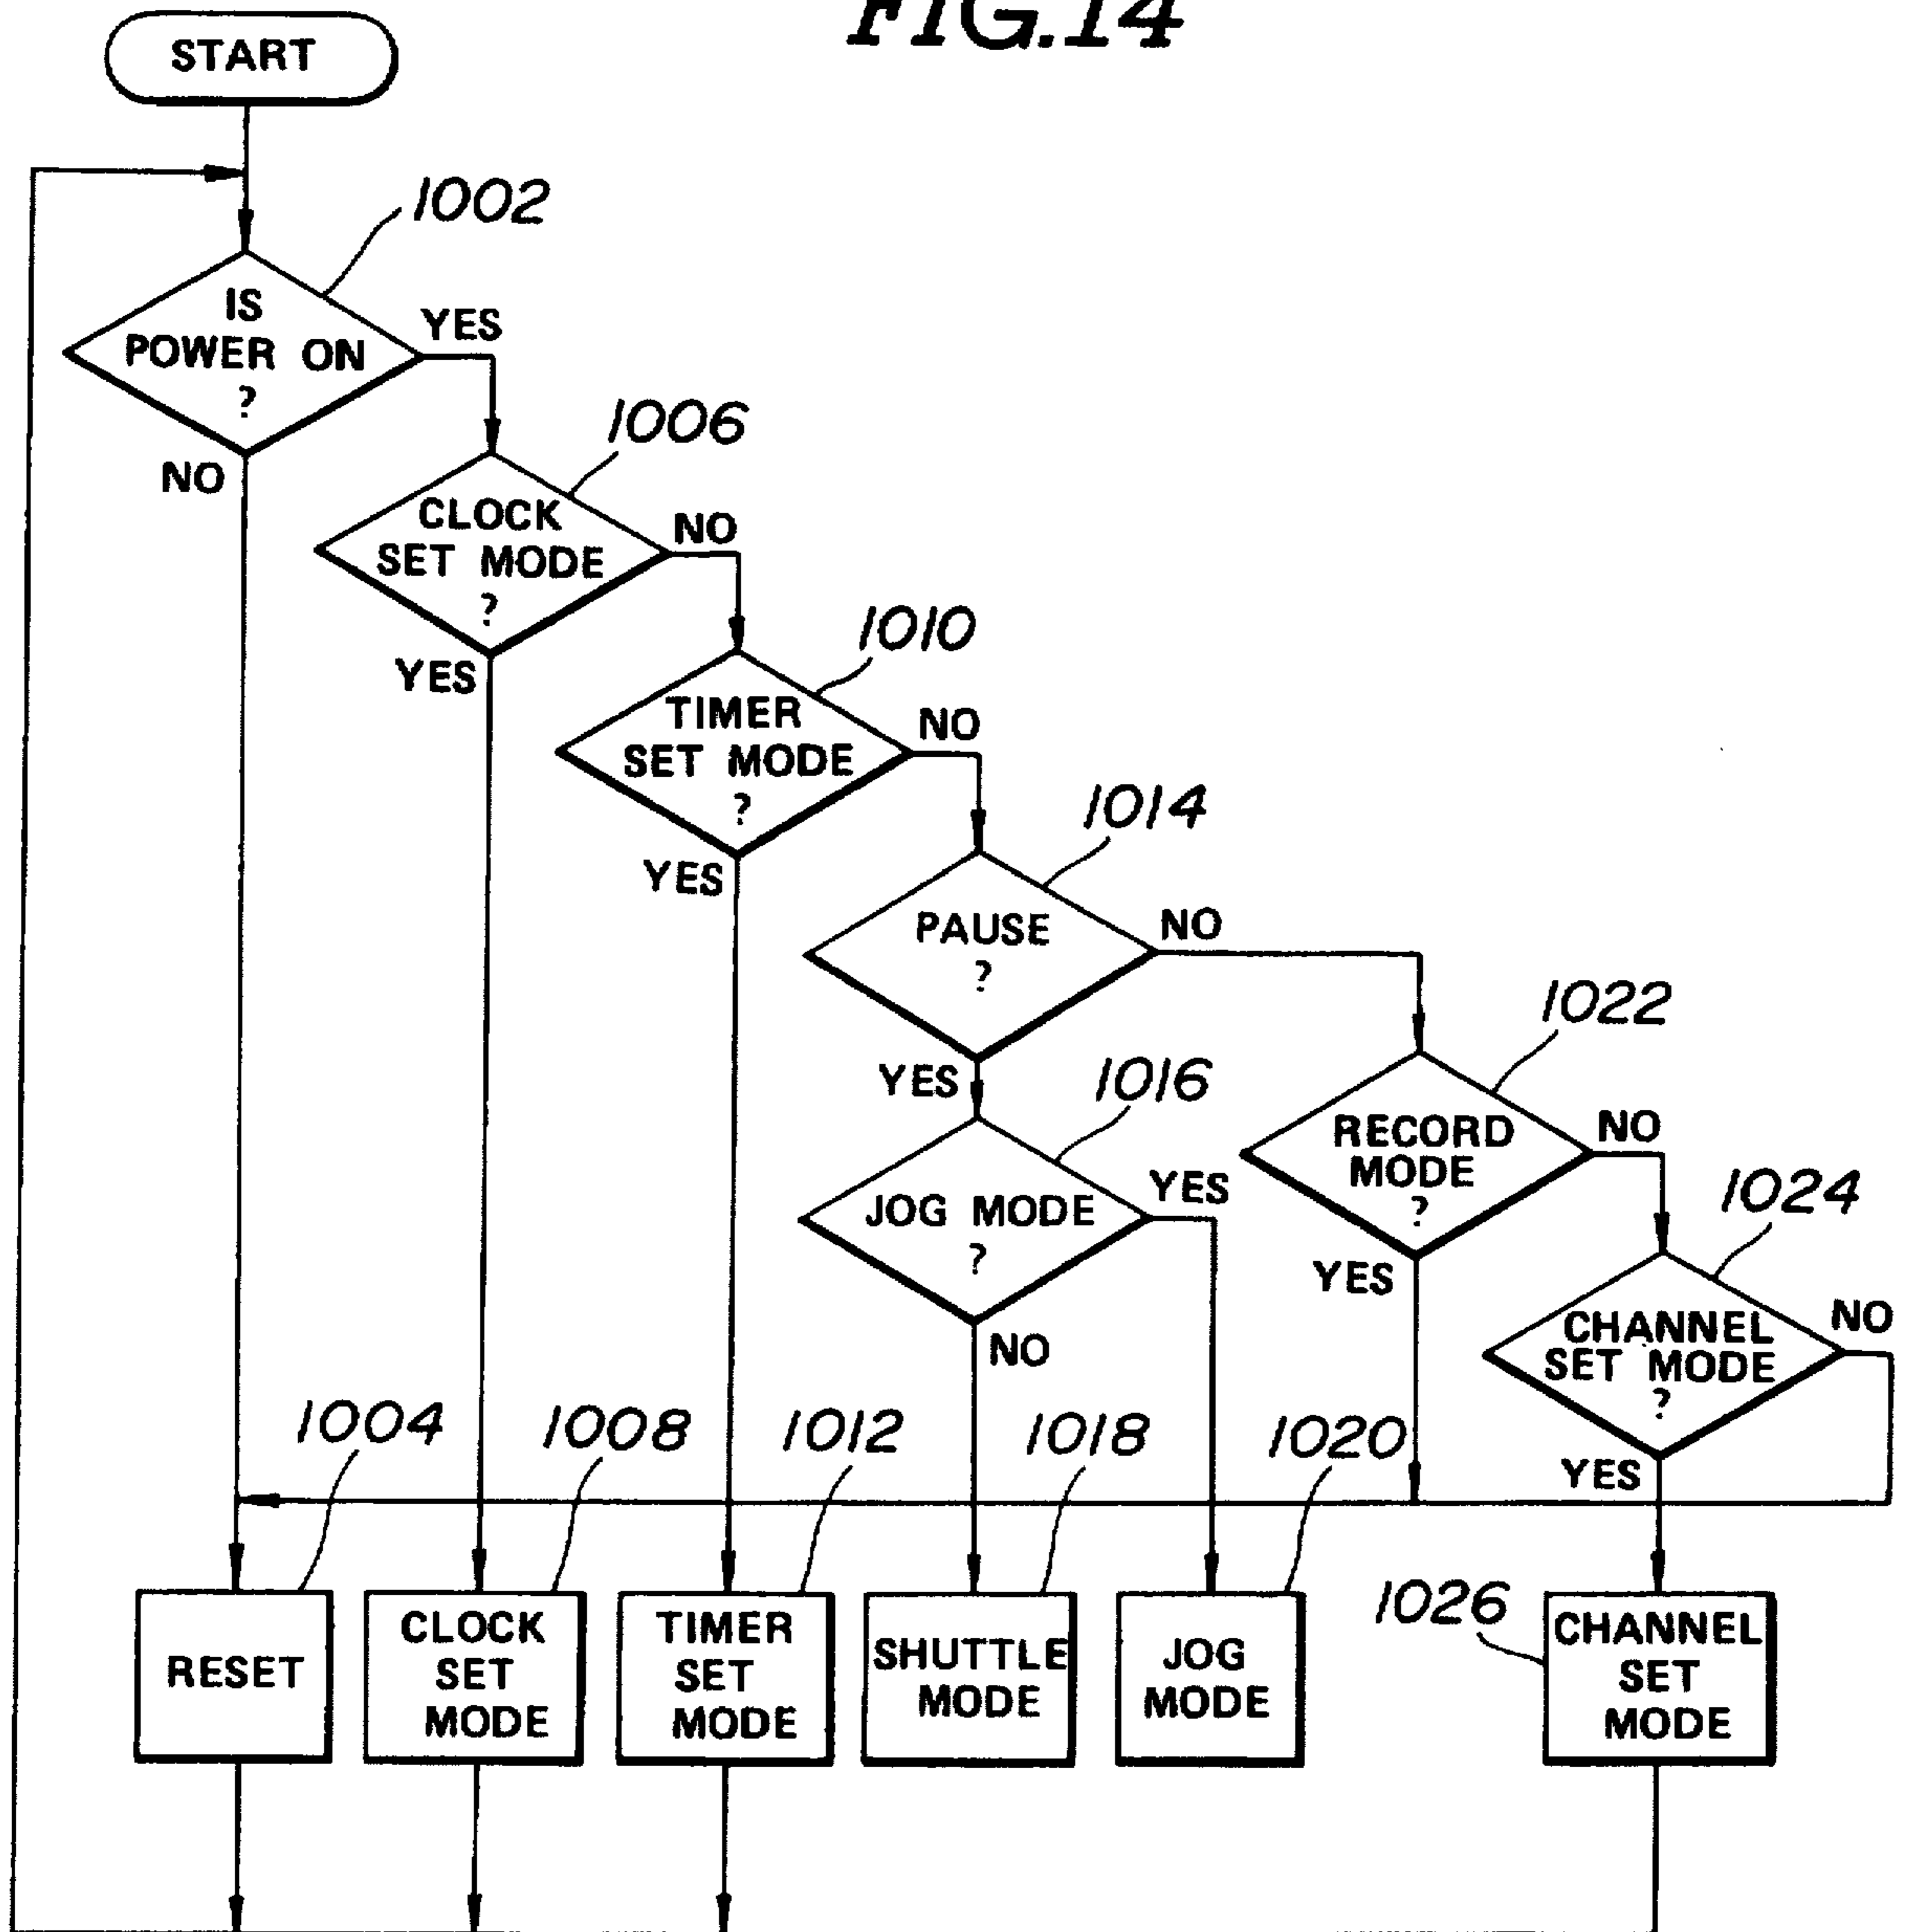 FIG.14
START
1002
IS
POWER ON
?
YES
NO
1006
CLOCK
SET MODE
?
NO
YES
1010
TIMER
SET MODE
?
NO
YES
1014
PAUSE
?
NO
YES
1022
RECORD
MODE
?
NO
YES
1016
JOG MODE
?
YES
NO
1024
CHANNEL
SET MODE
?
NO
YES
1004
1008
1012
1018
1020
1026
RESET
CLOCK
SET
MODE
TIMER
SET
MODE
SHUTTLE
MODE
JOG
MODE
CHANNEL
SET
MODE